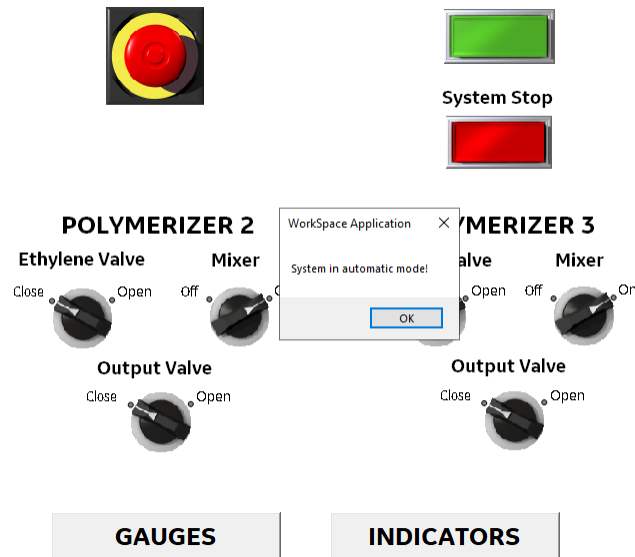 System Stop
POLYMERIZER 2
YMERIZER 3
Ethylene Valve
Mixer
alve
Mixer
Close
Open
Off
Open
Off
On
Output Valve
Close
Open
Output Valve
Close
Open
WorkSpace Application
System in automatic mode!
OK
GAUGES
INDICATORS